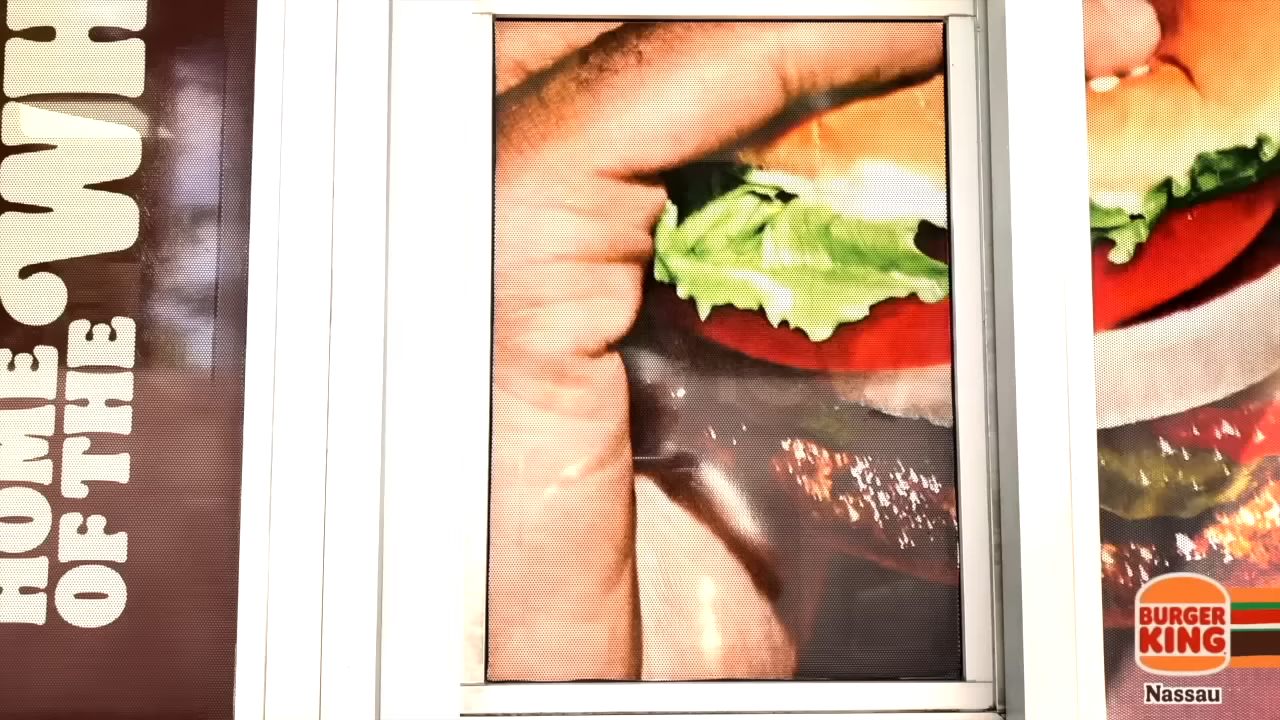 HOME
OF THE WH
BURGER
KING
Nassau